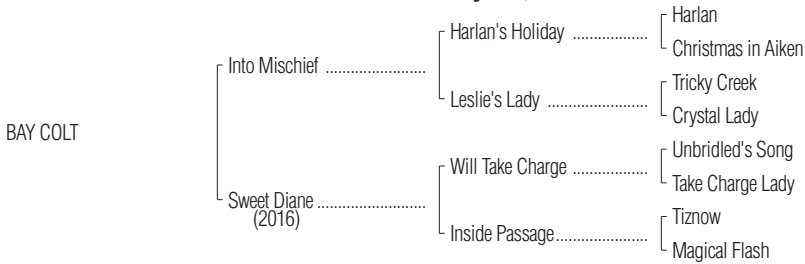 Harlan
Harlan's Holiday ...................
Christmas in Aiken
Into Mischief .........................
Tricky Creek
Leslie's Lady .........................
Crystal Lady
BAY COLT
Unbridled's Song
Will Take Charge ...................
Take Charge Lady
Sweet Diane ...........................
(2016)
Tiznow
Inside Passage.......................
Magical Flash